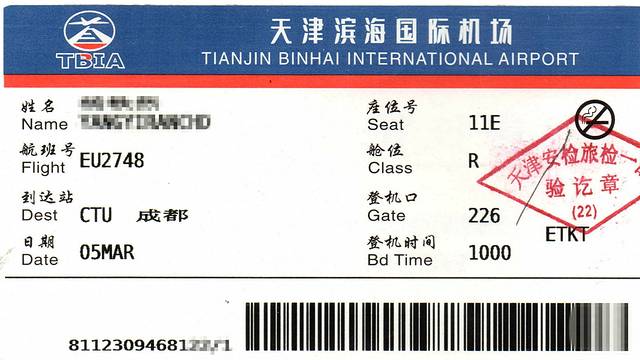 天津滨海国际机场
TBIA TIANJIN BINHAI INTERNATIONAL AIRPORT
姓名 座位号
Name Seat 11E
航班号 舱位
Flight EU2748 Class R
到达站 登机口
Dest CTU 成都 Gate 226
日期 登机时间
Date 05MAR Bd Time 1000
天津安检旅检一
验讫章
(22)
ETKT
8112309468122/1